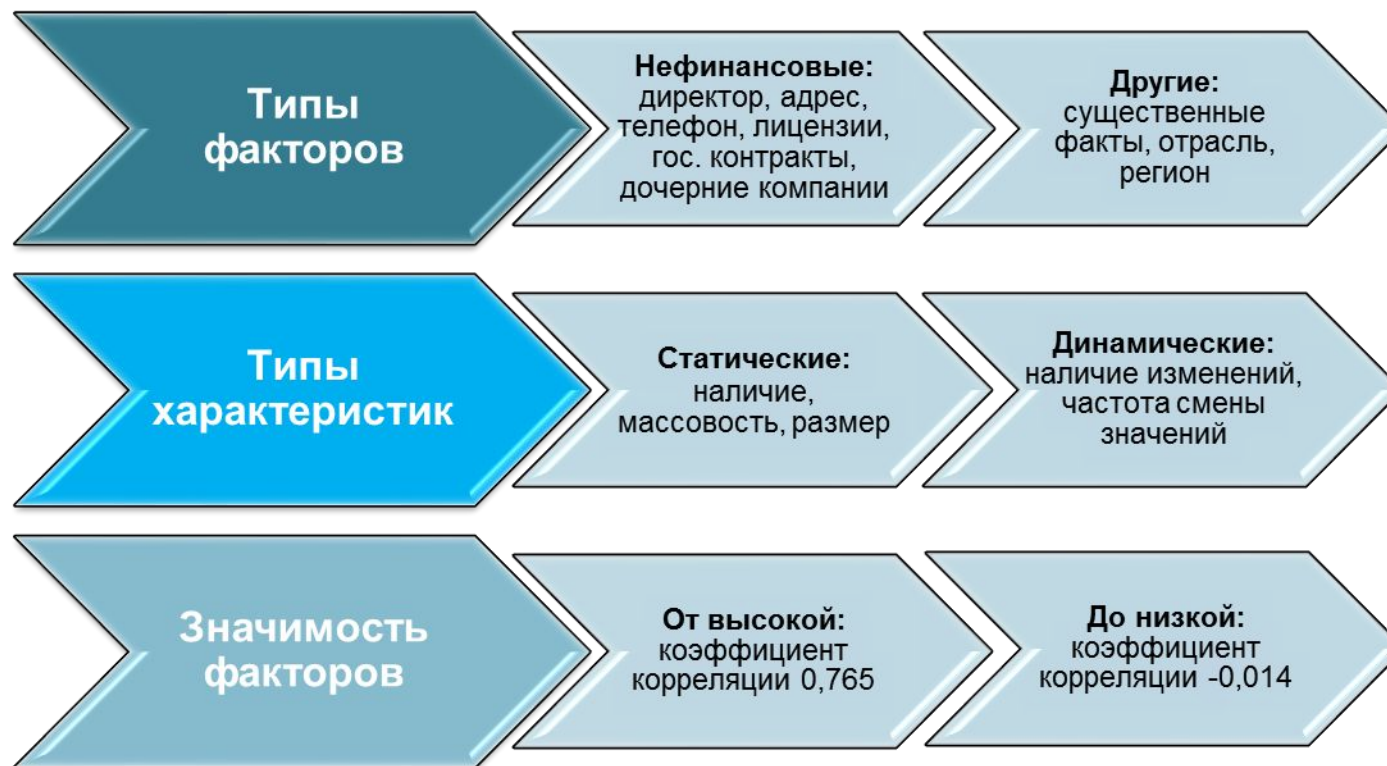 Типы
факторов
Нефинансовые:
директор, адрес,
телефон, лицензии,
гос. контракты,
дочерние компании
Другие:
существенные
факты, отрасль,
регион
Типы
характеристик
Статические:
наличие,
массовость, размер
Динамические:
наличие изменений,
частота смены
значений
Значимость
факторов
От высокой:
коэффициент
корреляции 0,765
До низкой:
коэффициент
корреляции -0,014